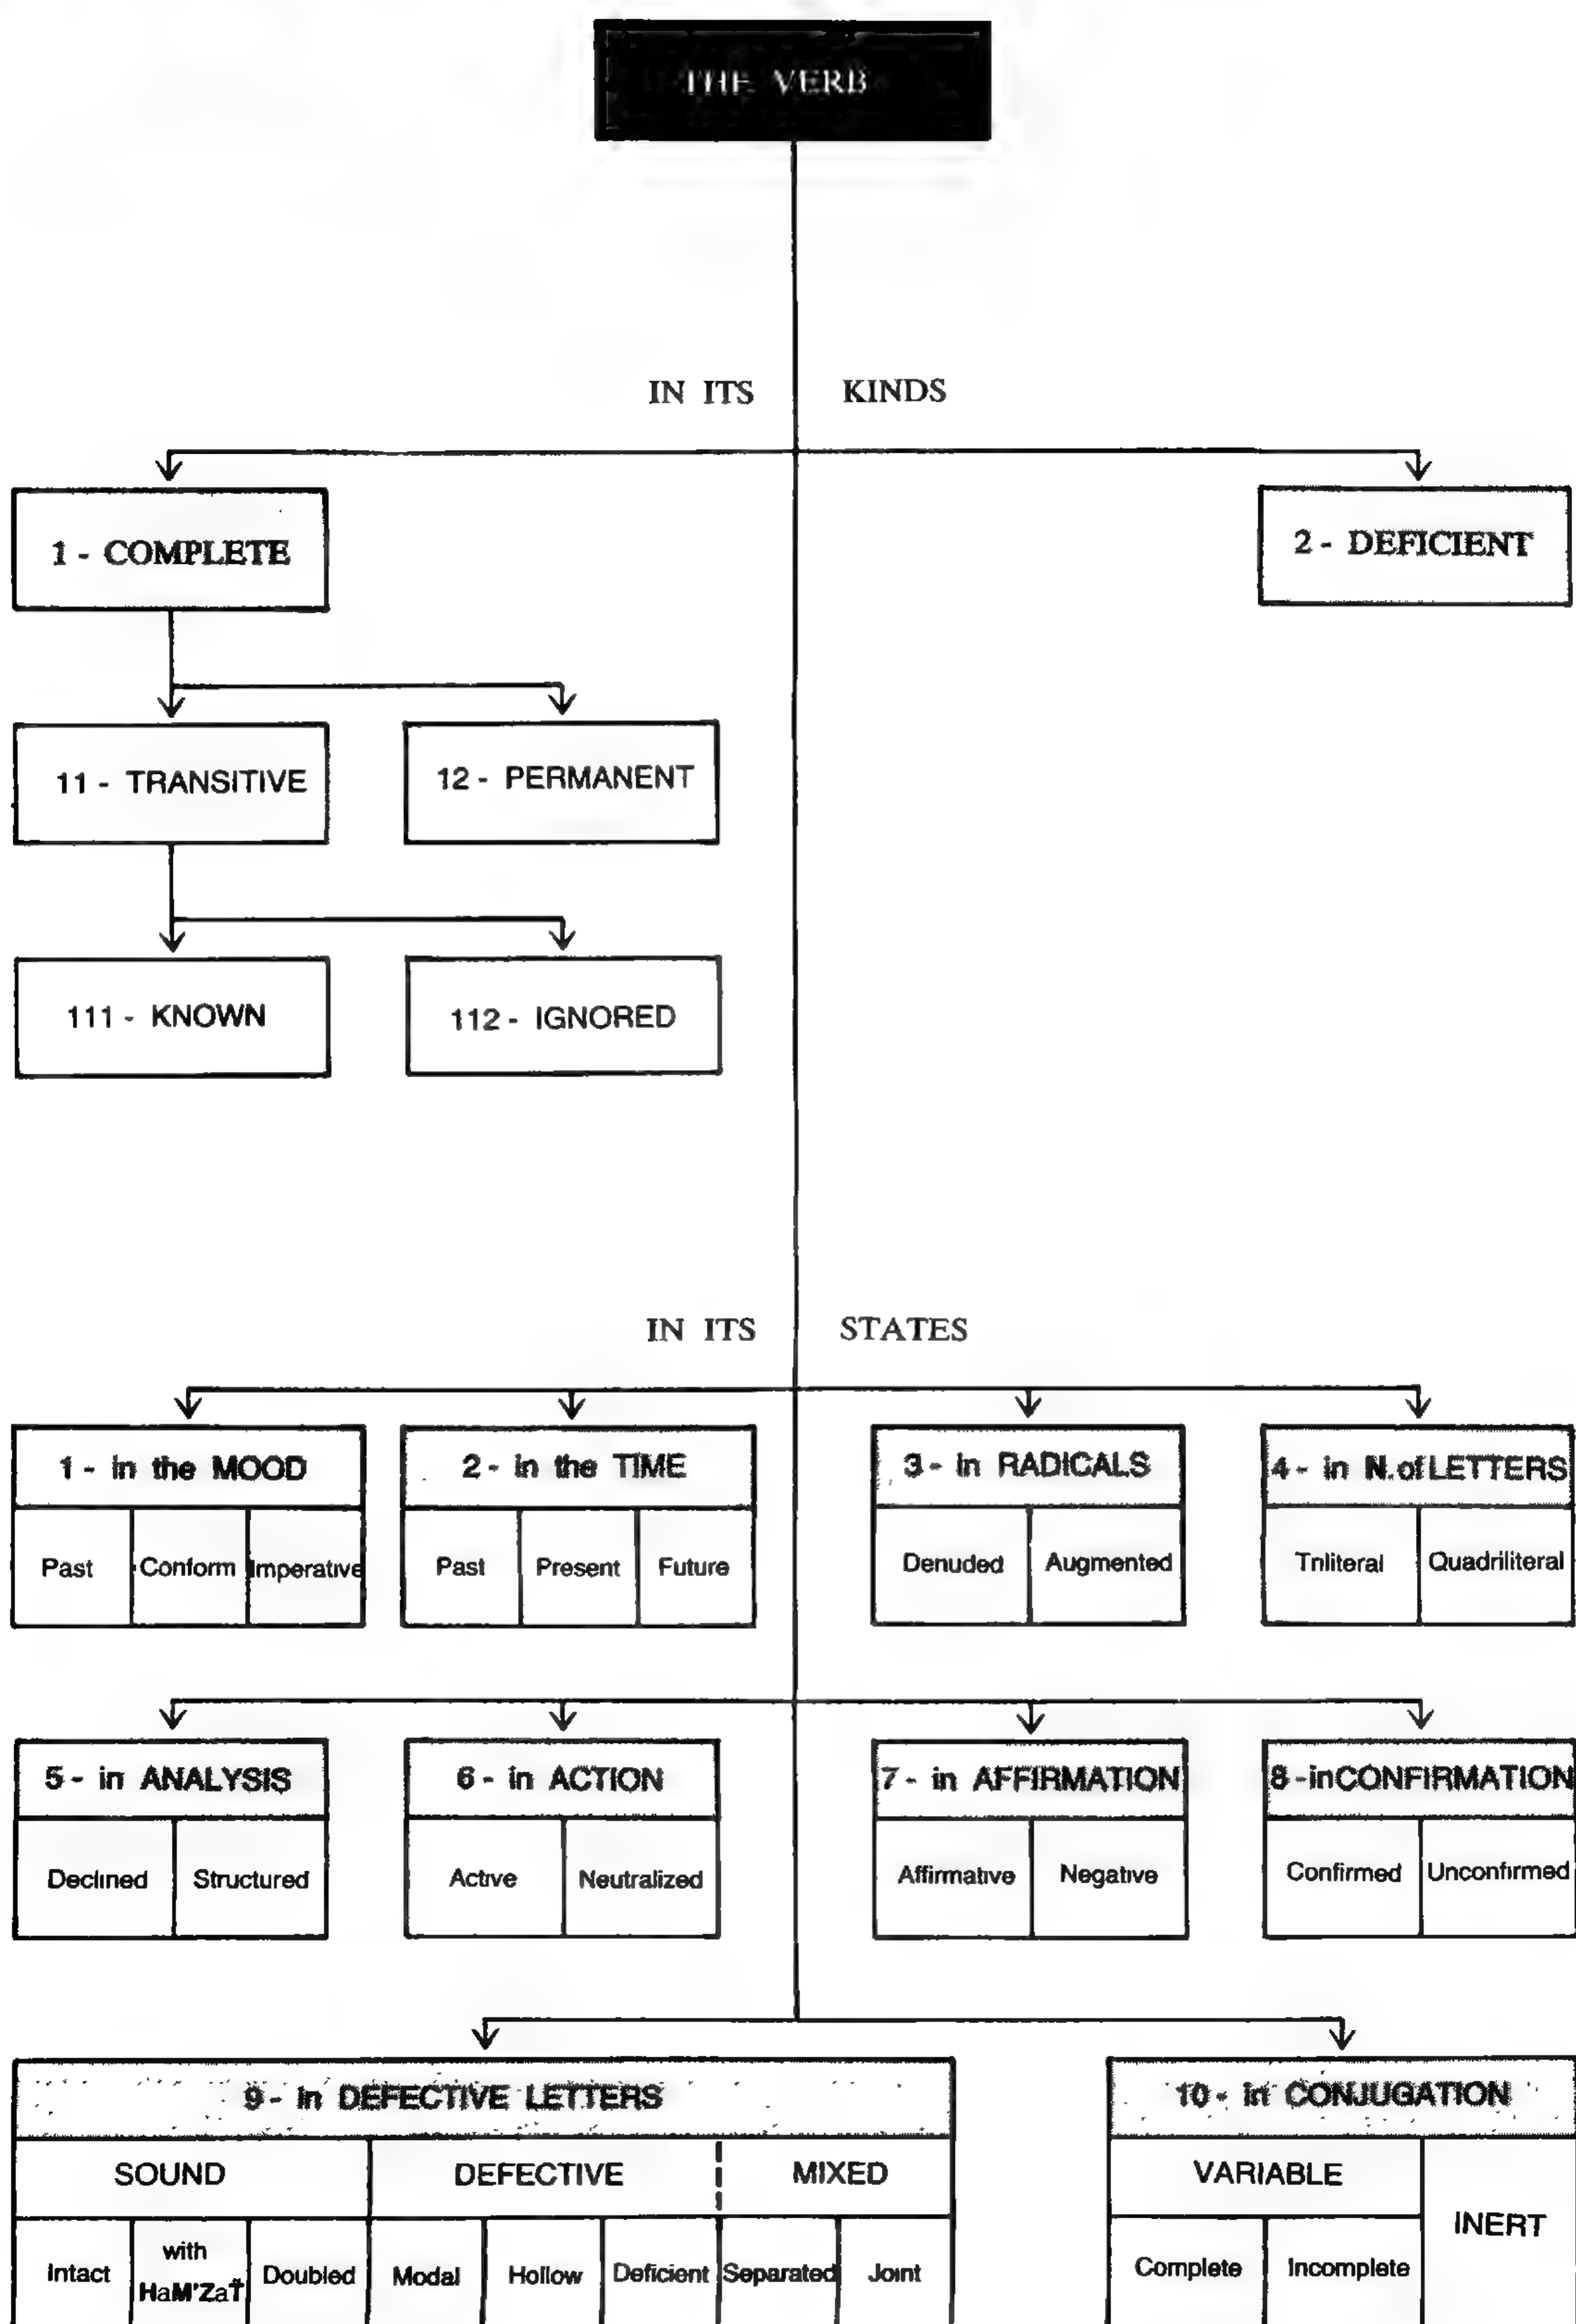 THE VERB
IN ITS KINDS
1 - COMPLETE
2 - DEFICIENT
11 - TRANSITIVE
12 - PERMANENT
111 - KNOWN
112 - IGNORED
IN ITS STATES
1 - in the MOOD
Past Conform Imperative
2 - in the TIME
Past Present Future
3 - in RADICALS
Denuded Augmented
4 - in N. of LETTERS
Triliteral Quadriliteral
5 - in ANALYSIS
Declined Structured
6 - in ACTION
Active Neutralized
7 - in AFFIRMATION
Affirmative Negative
8 - in CONFIRMATION
Confirmed Unconfirmed
9 - in DEFECTIVE LETTERS
SOUND DEFECTIVE MIXED
Intact with HaM'ZaT̈ Doubled Modal Hollow Deficient Separated Joint
10 - in CONJUGATION
VARIABLE INERT
Complete Incomplete